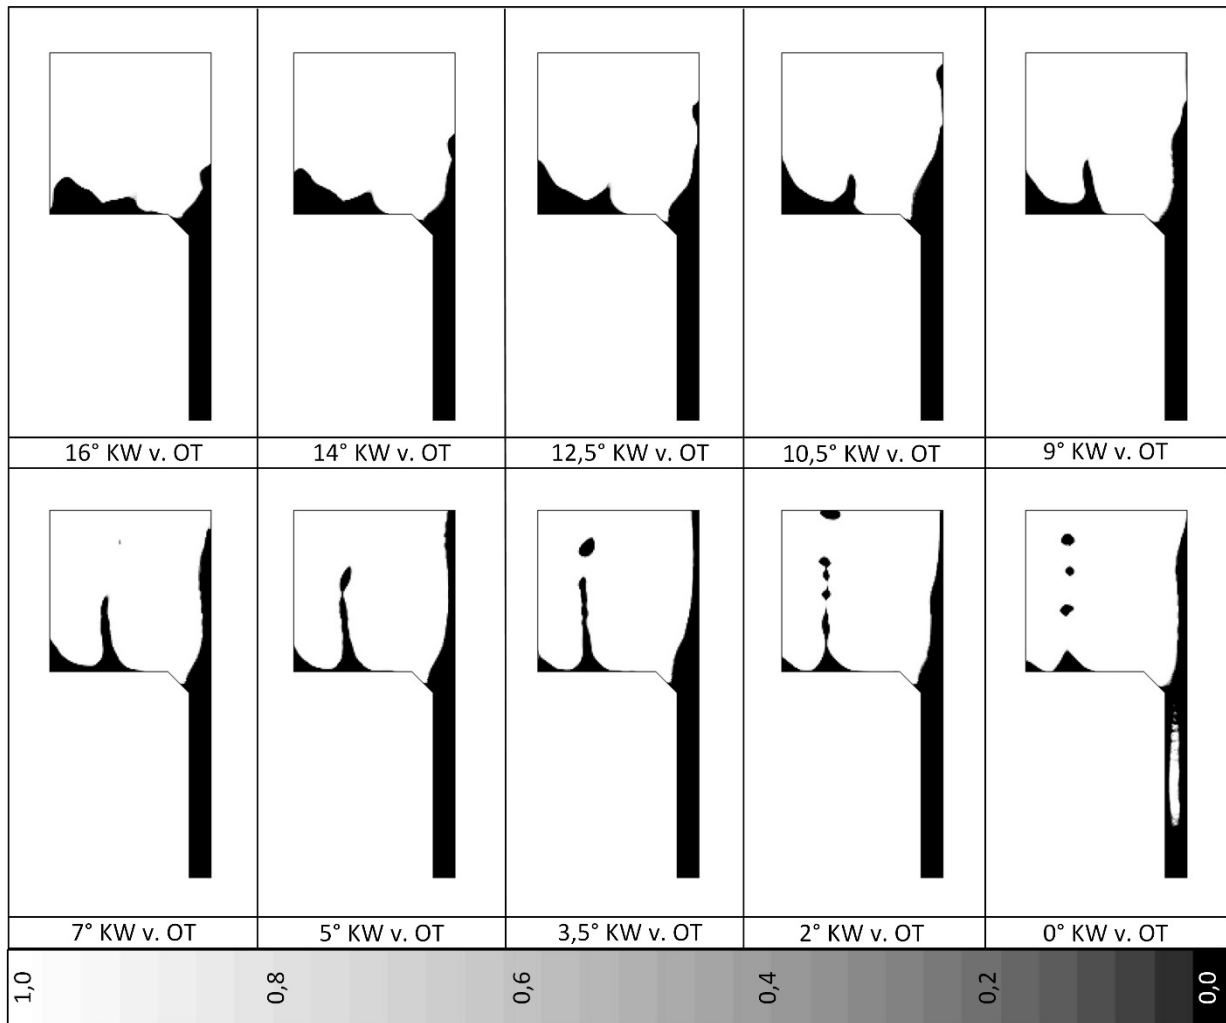 16° KW v. OT
14° KW v. OT
12,5° KW v. OT
10,5° KW v. OT
9° KW v. OT
7° KW v. OT
5° KW v. OT
3,5° KW v. OT
2° KW v. OT
0° KW v. OT
1,0
0,8
0,6
0,4
0,2
0,0